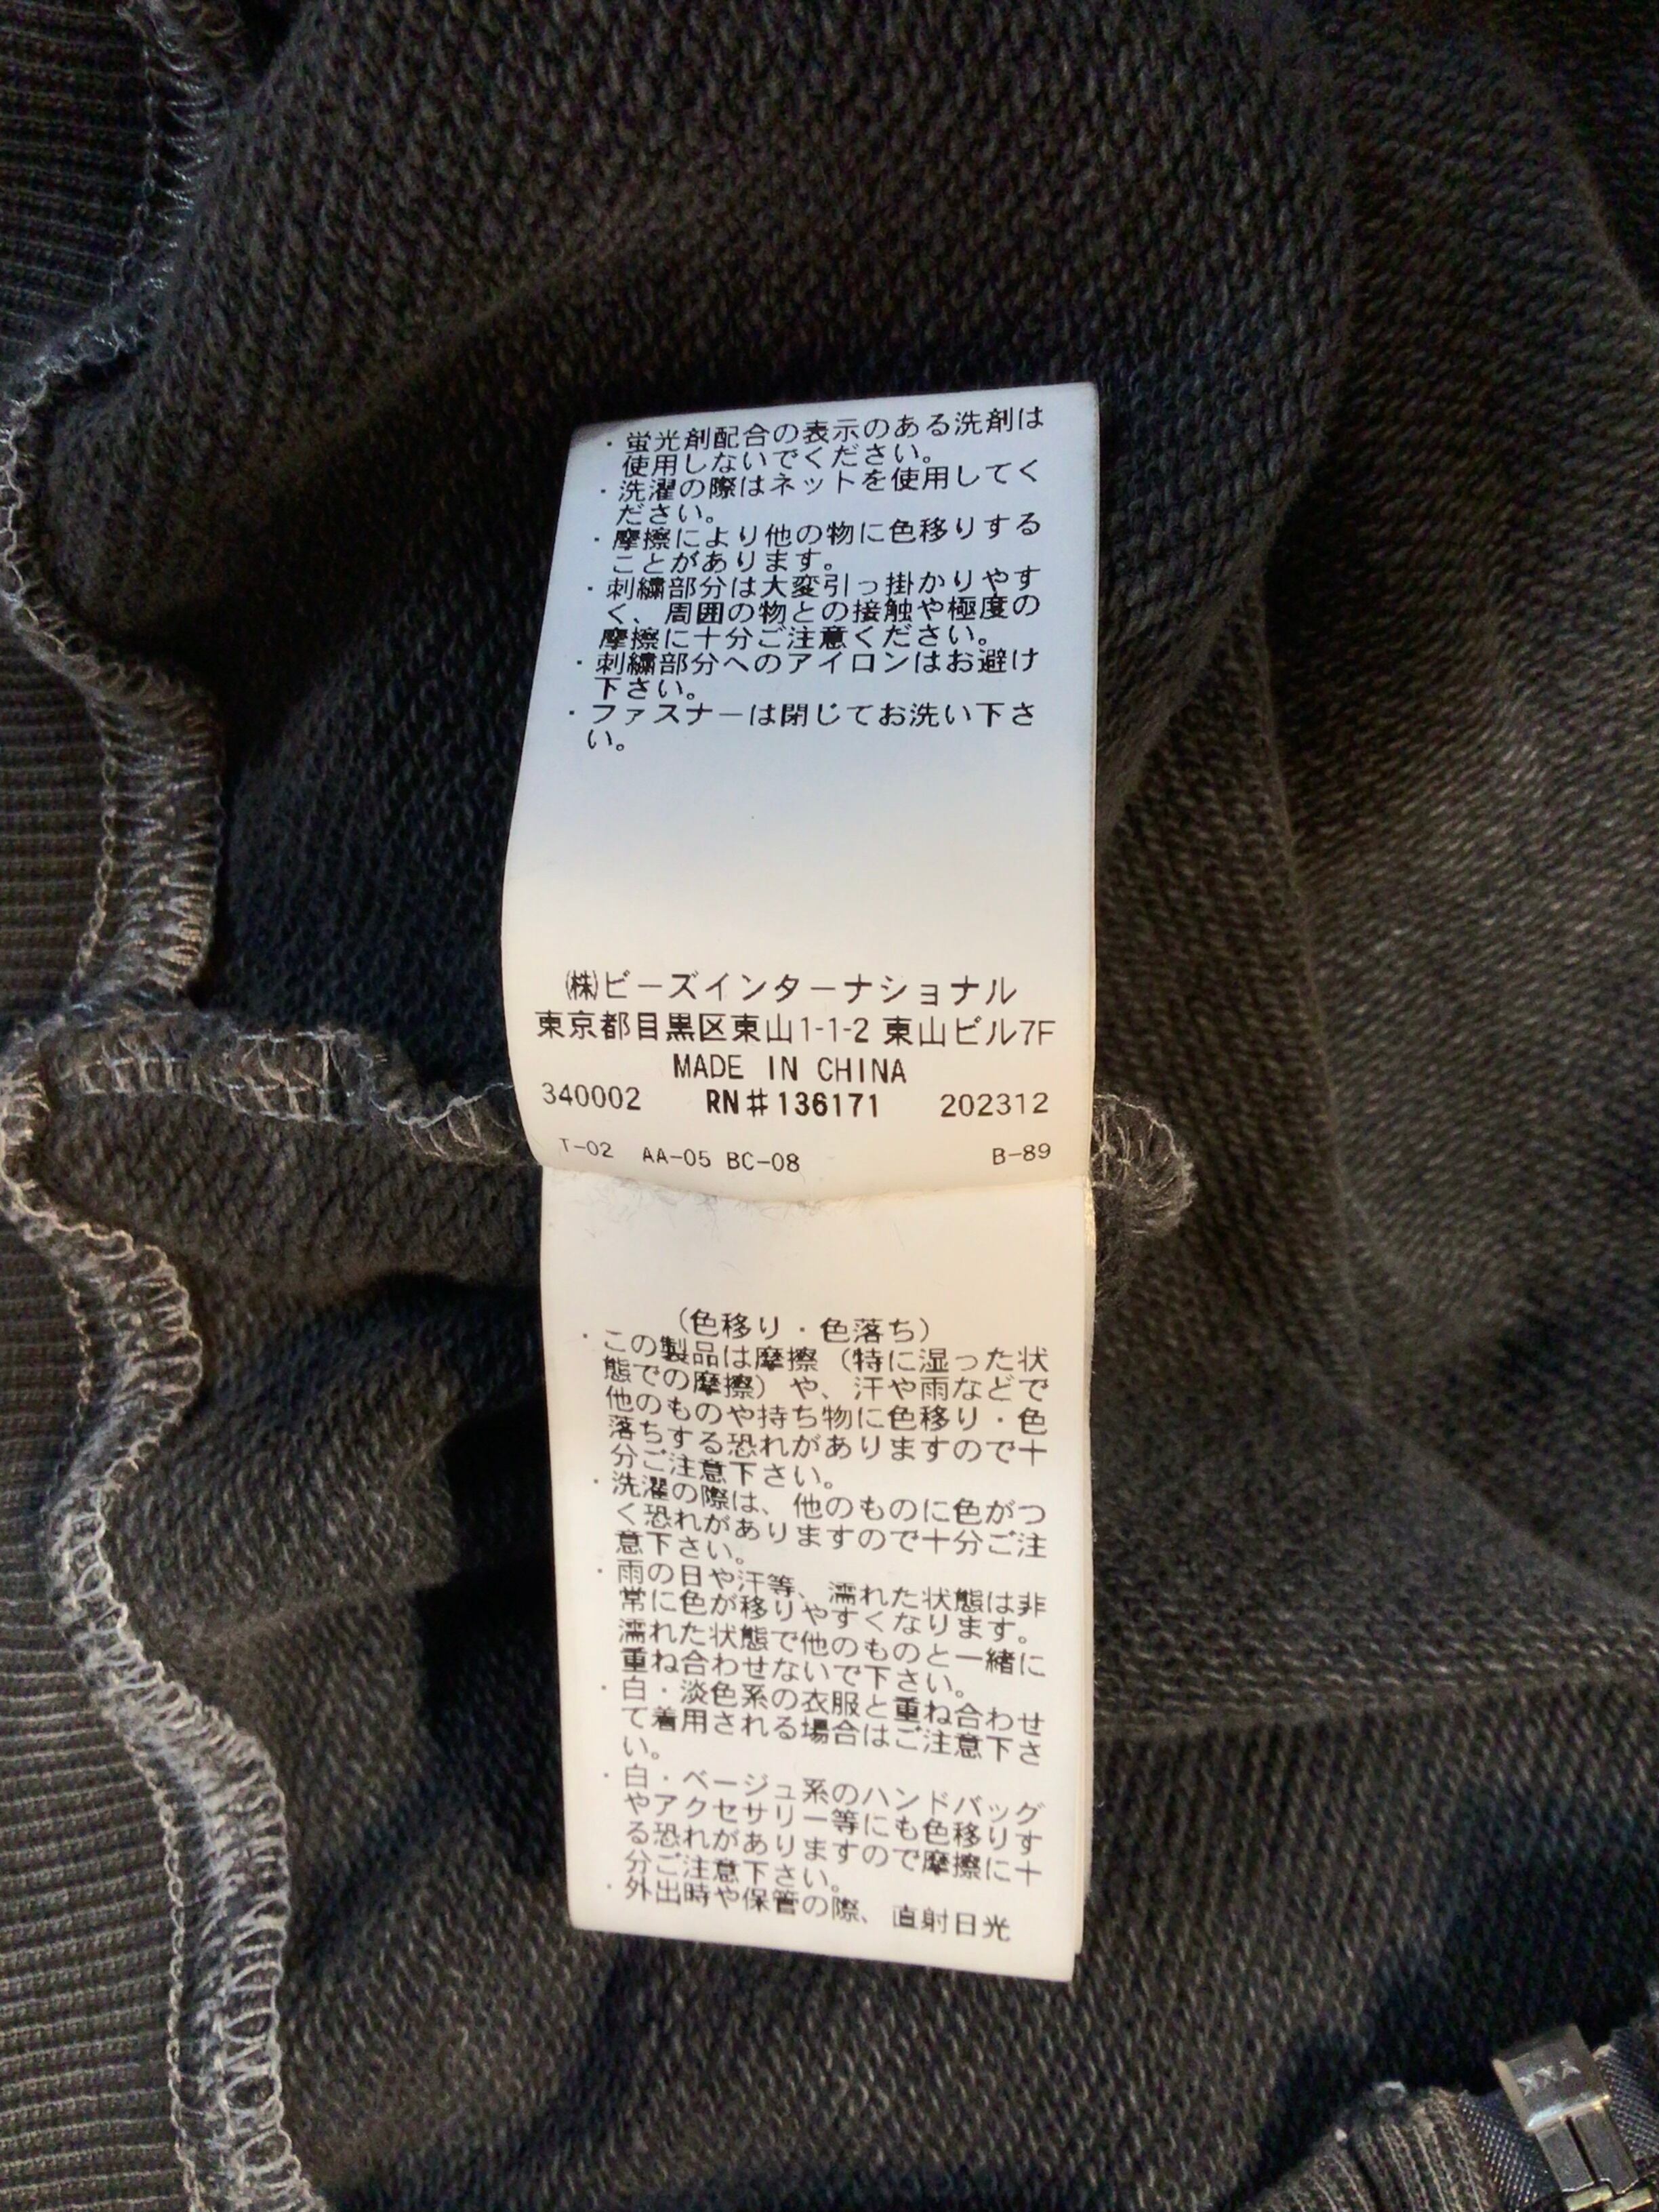 ・蛍光剤配合の表示のある洗剤は
使用しないでください。
・洗濯の際はネットを使用してく
ださい。
・摩擦により他の物に色移りする
ことがあります。
・刺繍部分は大変引っ掛かりやす
く、周囲の物との接触や極度の
摩擦に十分ご注意ください。
・刺繍部分へのアイロンはお避け
下さい。
・ファスナーは閉じてお洗い下さ
い。
㈱ビーズインターナショナル
東京都目黒区東山1-1-2 東山ビル7F
MADE IN CHINA
340002 RN#136171 202312
T-02 AA-05 BC-08 B-89
(色移り・色落ち)
・この製品は摩擦(特に湿った状
態での摩擦)や、汗や雨などで
他のものや持ち物に色移り・色
落ちする恐れがありますので十
分ご注意下さい。
・洗濯の際は、他のものに色がつ
く恐れがありますので十分ご注
意下さい。
・雨の日や汗等、濡れた状態は非
常に色が移りやすくなります。
濡れた状態で他のものと一緒に
重ね合わせないで下さい。
・白・淡色系の衣服と重ね合わせ
て着用される場合はご注意下さ
い。
・白・ベージュ系のハンドバッグ
やアクセサリー等にも色移りす
る恐れがありますので摩擦に十
分ご注意下さい。
・外出時や保管の際、直射日光
YKK